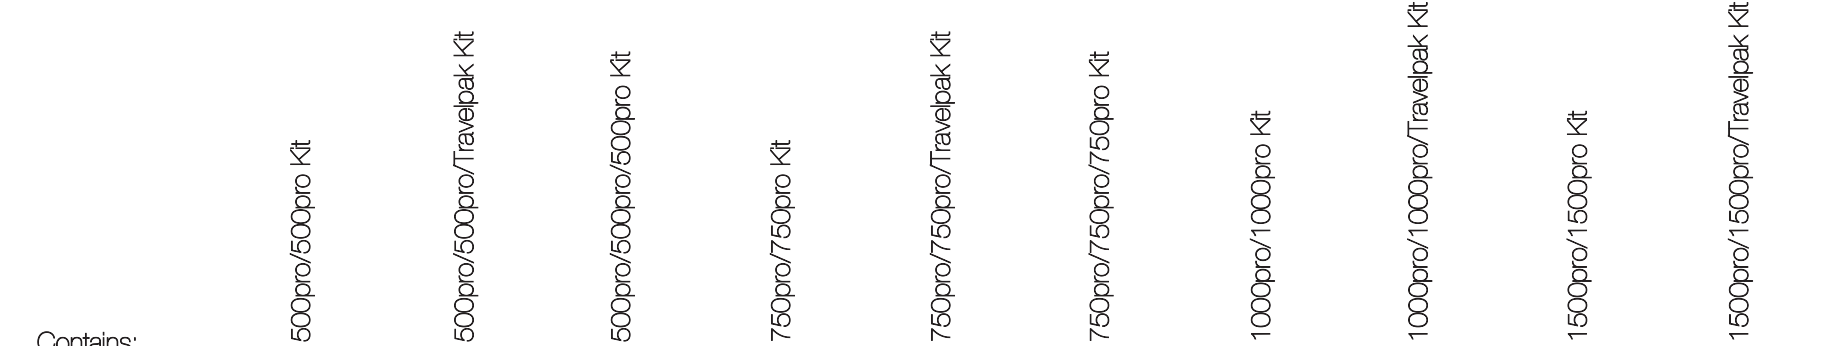 500pro/500pro Kit
500pro/500pro/Travelpak Kit
500pro/500pro/500pro Kit
750pro/750pro Kit
750pro/750pro/Travelpak Kit
750pro/750pro/750pro Kit
1000pro/1000pro Kit
1000pro/1000pro/Travelpak Kit
1500pro/1500pro Kit
1500pro/1500pro/Travelpak Kit
Contains: